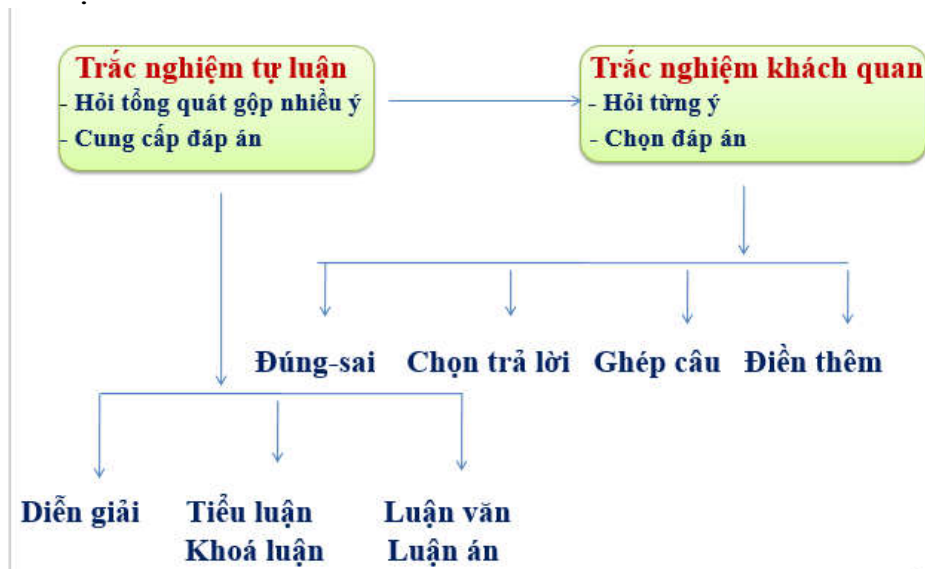 Trắc nghiệm tự luận
- Hỏi tổng quát gộp nhiều ý
- Cung cấp đáp án
Trắc nghiệm khách quan
- Hỏi từng ý
- Chọn đáp án
Đúng-sai
Chọn trả lời
Ghép câu
Điền thêm
Diễn giải
Tiểu luận
Khoá luận
Luận văn
Luận án